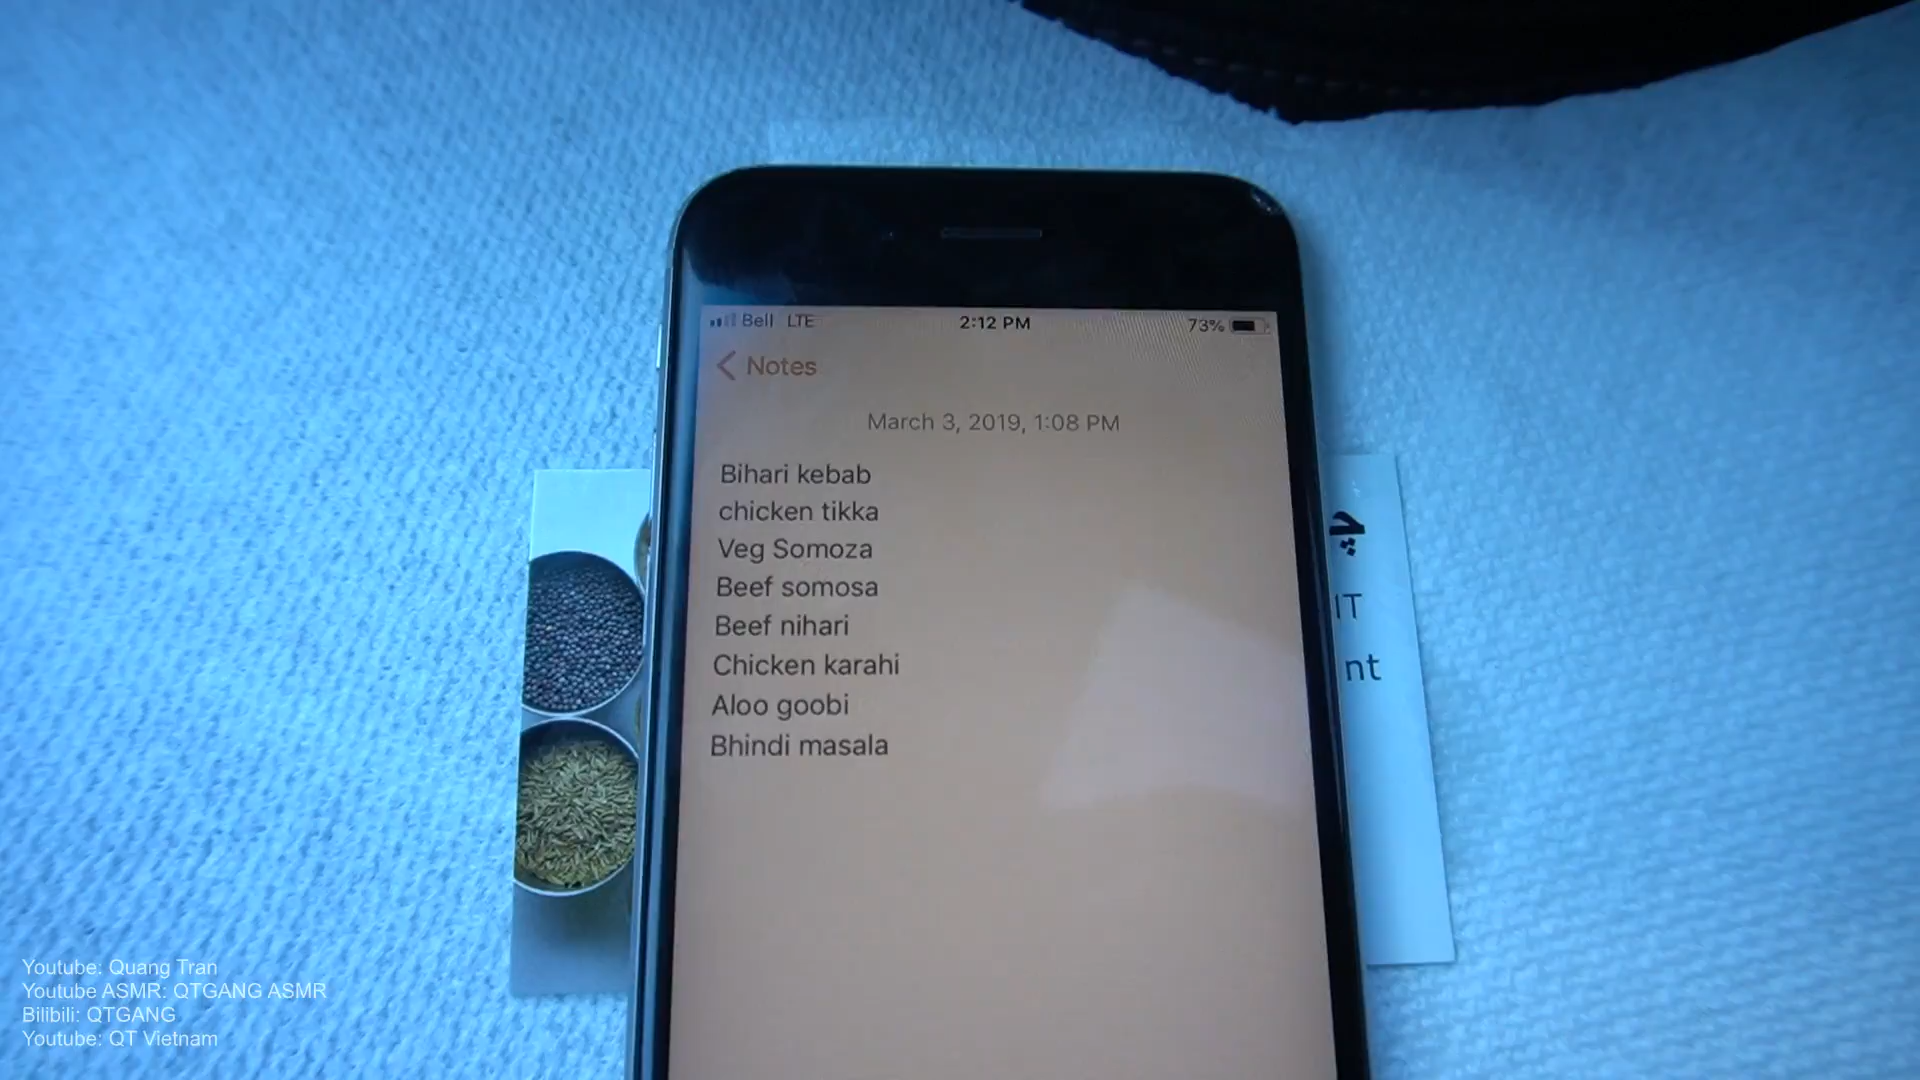 Bell LTE 2:12 PM 73%
Notes
March 3, 2019, 1:08 PM
Bihari kebab
chicken tikka
Veg Somoza
Beef somosa
Beef nihari
Chicken karahi
Aloo goobi
Bhindi masala
Youtube: Quang Tran
Youtube ASMR: QTGANG ASMR
Bilibili: QTGANG
Youtube: QT Vietnam